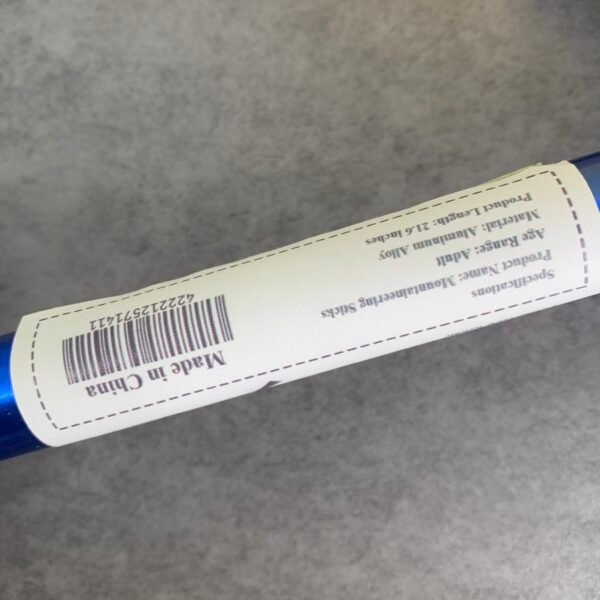 Specifications
Product Name: Mountaineering Sticks
Age Range: Adult
Material: Aluminum Alloy
Product Length: 21.6 inches
Made in China
422212571411